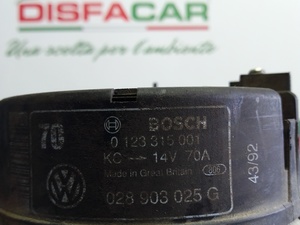 DISFACAR
Una scelta per l'ambiente
70
BOSCH
0 123 315 001
KC --> 14V 70A
Made in Great Britain
028 903 025 G
43/92